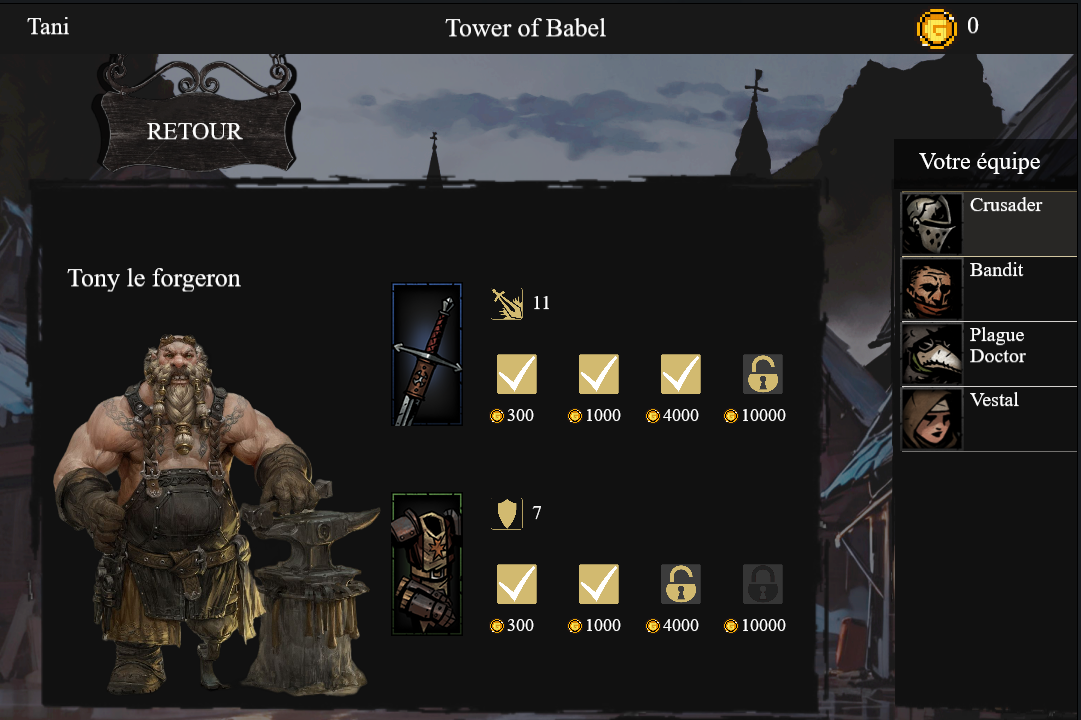 Tani
Tower of Babel
0
RETOUR
Votre équipe
Crusader
Bandit
Plague
Doctor
Vestal
Tony le forgeron
11
300 1000 4000 10000
7
300 1000 4000 10000